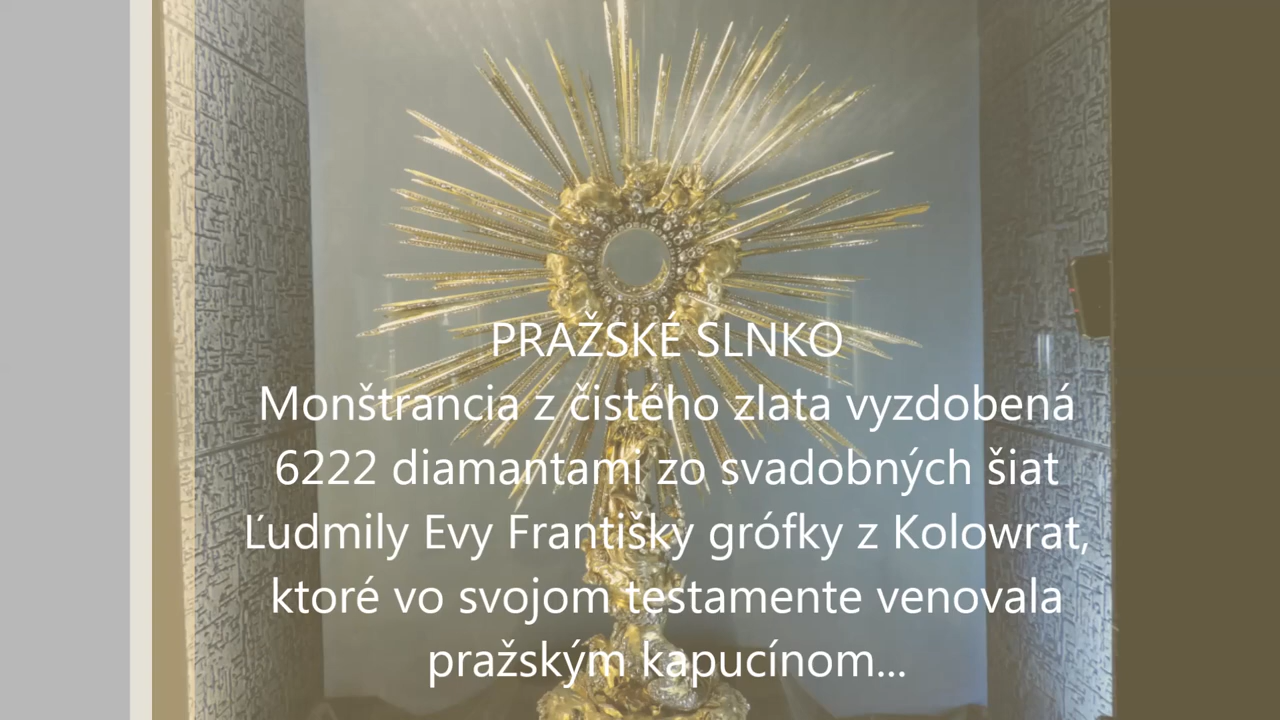 PRAŽSKÉ SLNKO
Monštrancia z čistého zlata vyzdobená
6222 diamantami zo svadobných šiat
Ľudmily Evy Františky grófky z Kolowrat,
ktoré vo svojom testamente venovala
pražským kapucínom...